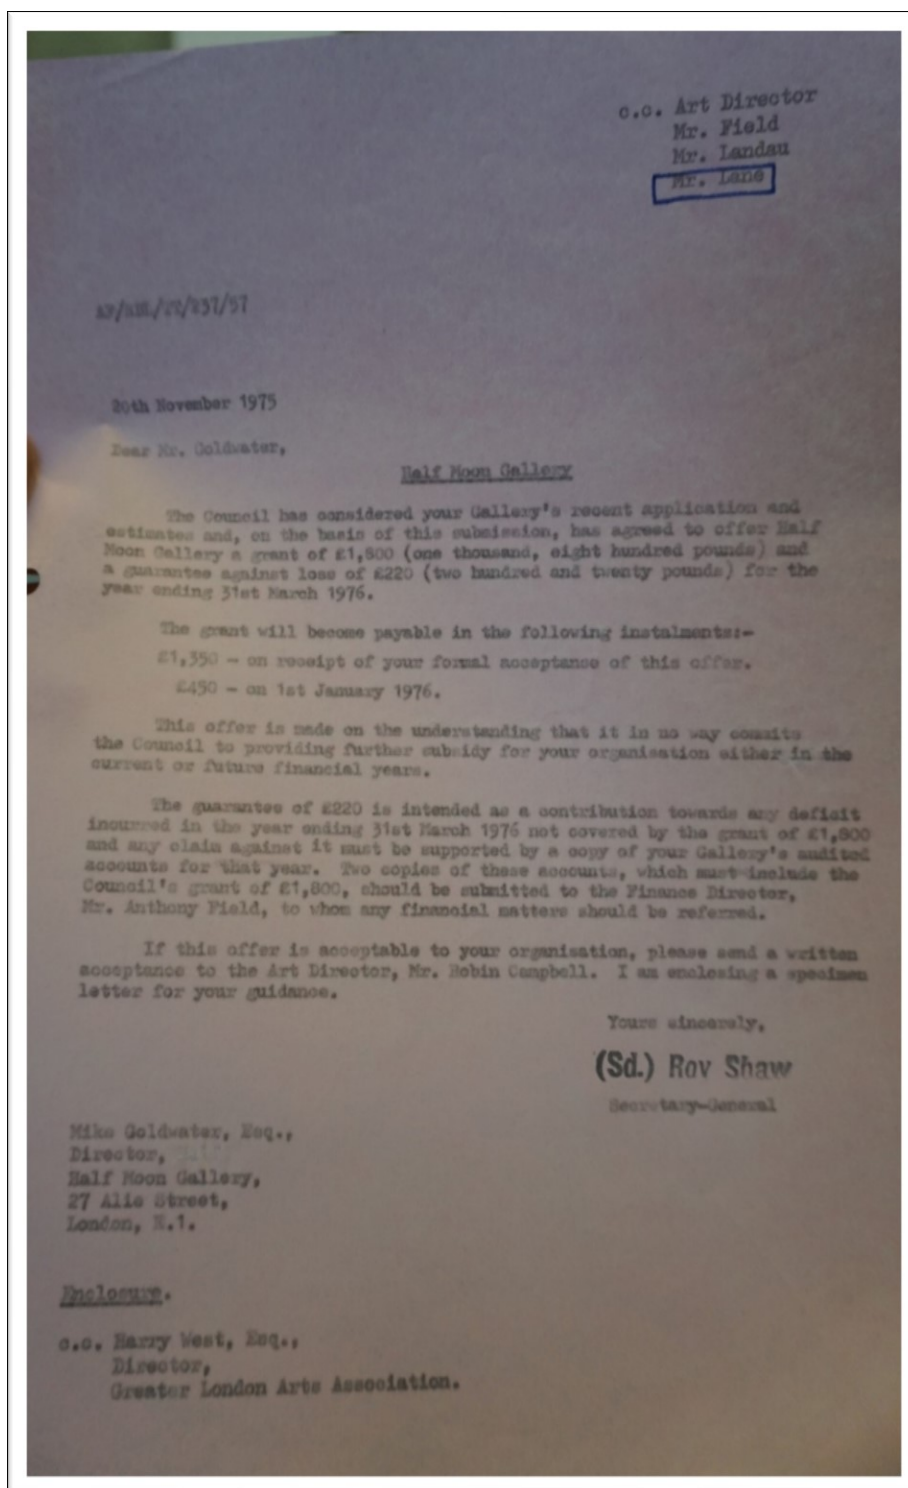 c.c. Art Director
Mr. Field
Mr. Landau
Mr. Lane
20th November 1975
Dear Mr. Goldwater,
Half Moon Gallery
The Council has considered your Gallery's recent application and
estimates and, on the basis of this submission, has agreed to offer Half
Moon Gallery a grant of £1,800 (one thousand, eight hundred pounds) and
a guarantee against loss of £220 (two hundred and twenty pounds) for the
year ending 31st March 1976.
The grant will become payable in the following instalments:-
£1,350 - on receipt of your formal acceptance of this offer.
£450 - on 1st January 1976.
This offer is made on the understanding that it in no way commits
the Council to providing further subsidy for your organisation either in the
current or future financial years.
The guarantee of £220 is intended as a contribution towards any deficit
incurred in the year ending 31st March 1976 not covered by the grant of £1,800
and any claim against it must be supported by a copy of your Gallery's audited
accounts for that year. Two copies of these accounts, which must include the
Council's grant of £1,800, should be submitted to the Finance Director,
Mr. Anthony Field, to whom any financial matters should be referred.
If this offer is acceptable to your organisation, please send a written
acceptance to the Art Director, Mr. Robin Campbell. I am enclosing a specimen
letter for your guidance.
Yours sincerely,
(Sd.) Roy Shaw
Secretary-General
Mike Goldwater, Esq.,
Director,
Half Moon Gallery,
27 Alie Street,
London, E.1.
Enclosure.
c.c. Harry West, Esq.,
Director,
Greater London Arts Association.